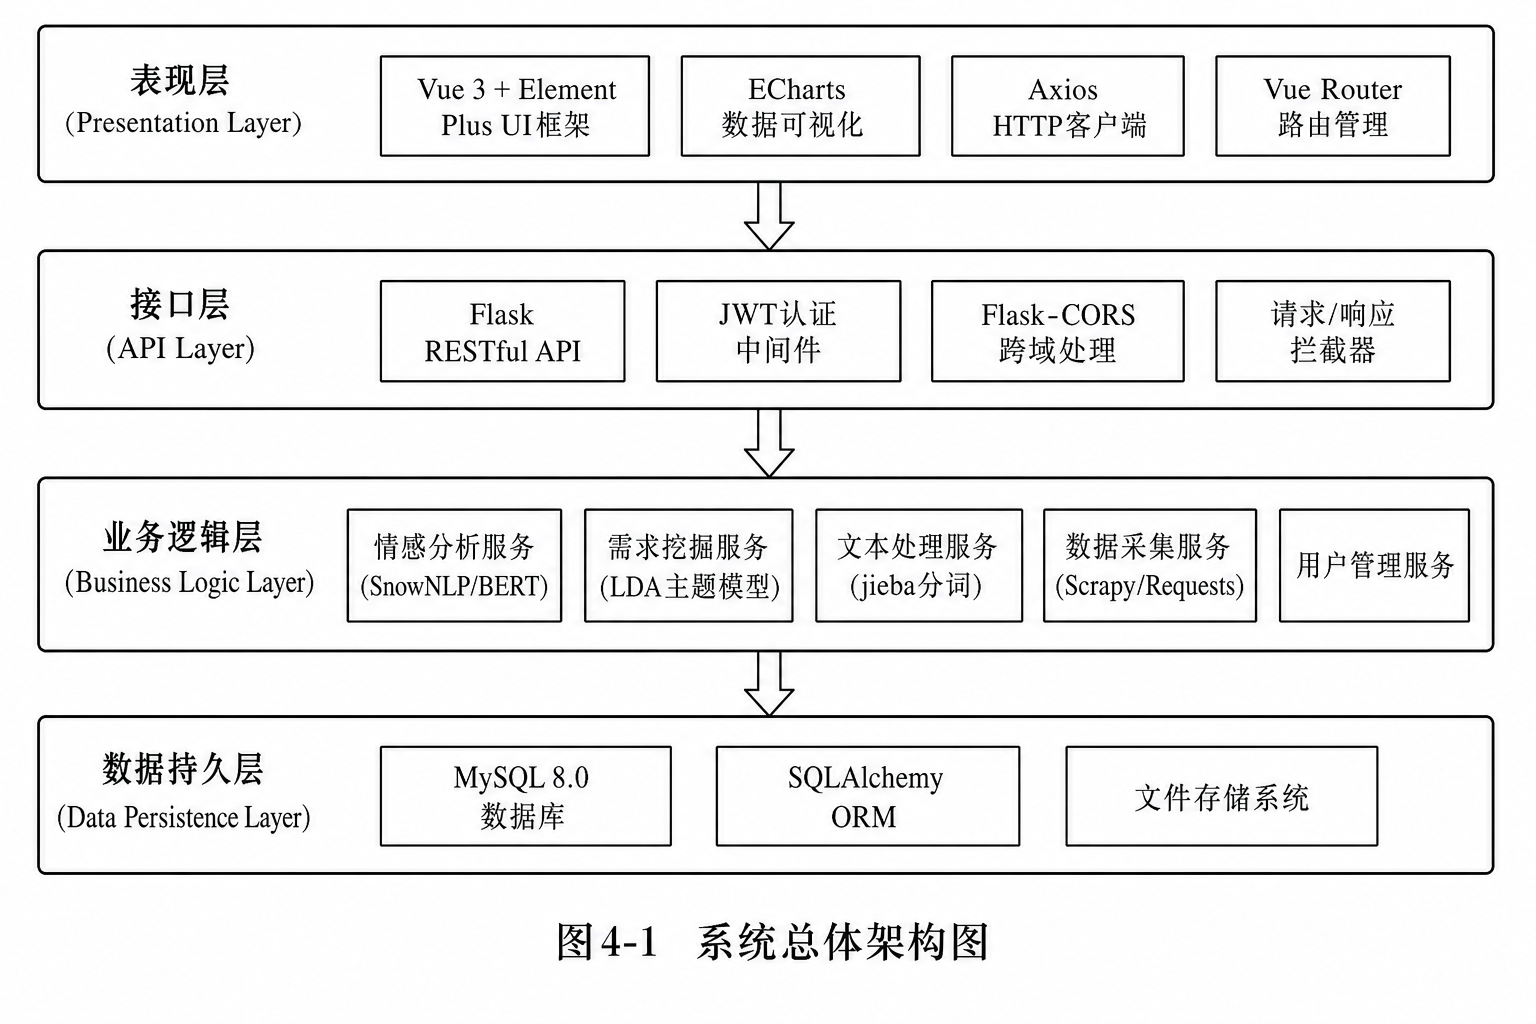 表现层
(Presentation Layer)
Vue 3 + Element
Plus UI框架
ECharts
数据可视化
Axios
HTTP客户端
Vue Router
路由管理
接口层
(API Layer)
Flask
RESTful API
JWT认证
中间件
Flask-CORS
跨域处理
请求/响应
拦截器
业务逻辑层
(Business Logic Layer)
情感分析服务
(SnowNLP/BERT)
需求挖掘服务
(LDA主题模型)
文本处理服务
(jieba分词)
数据采集服务
(Scrapy/Requests)
用户管理服务
数据持久层
(Data Persistence Layer)
MySQL 8.0
数据库
SQLAlchemy
ORM
文件存储系统
图4-1 系统总体架构图